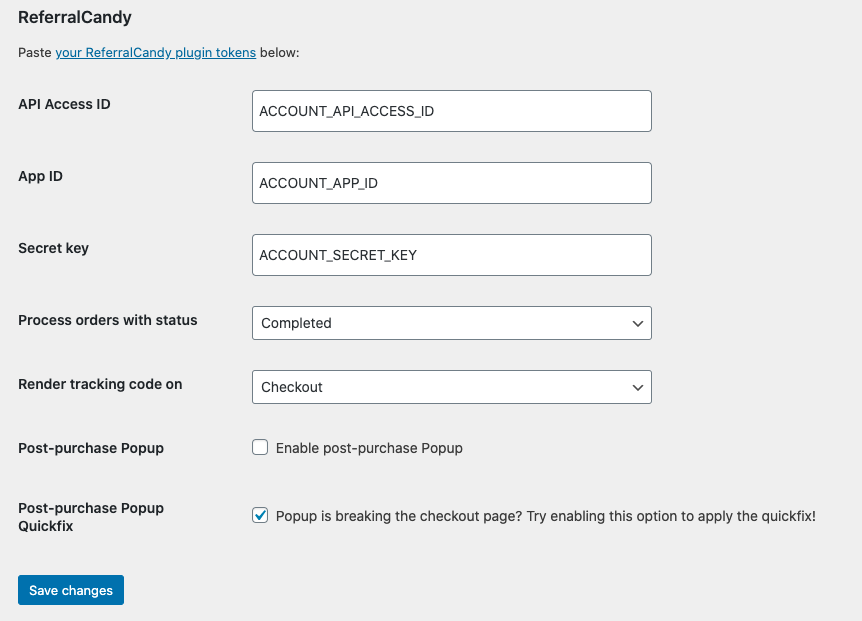 ReferralCandy
Paste your ReferralCandy plugin tokens below:
API Access ID
ACCOUNT_API_ACCESS_ID
App ID
ACCOUNT_APP_ID
Secret key
ACCOUNT_SECRET_KEY
Process orders with status
Completed
Render tracking code on
Checkout
Post-purchase Popup
Enable post-purchase Popup
Post-purchase Popup
Quickfix
Popup is breaking the checkout page? Try enabling this option to apply the quickfix!
Save changes